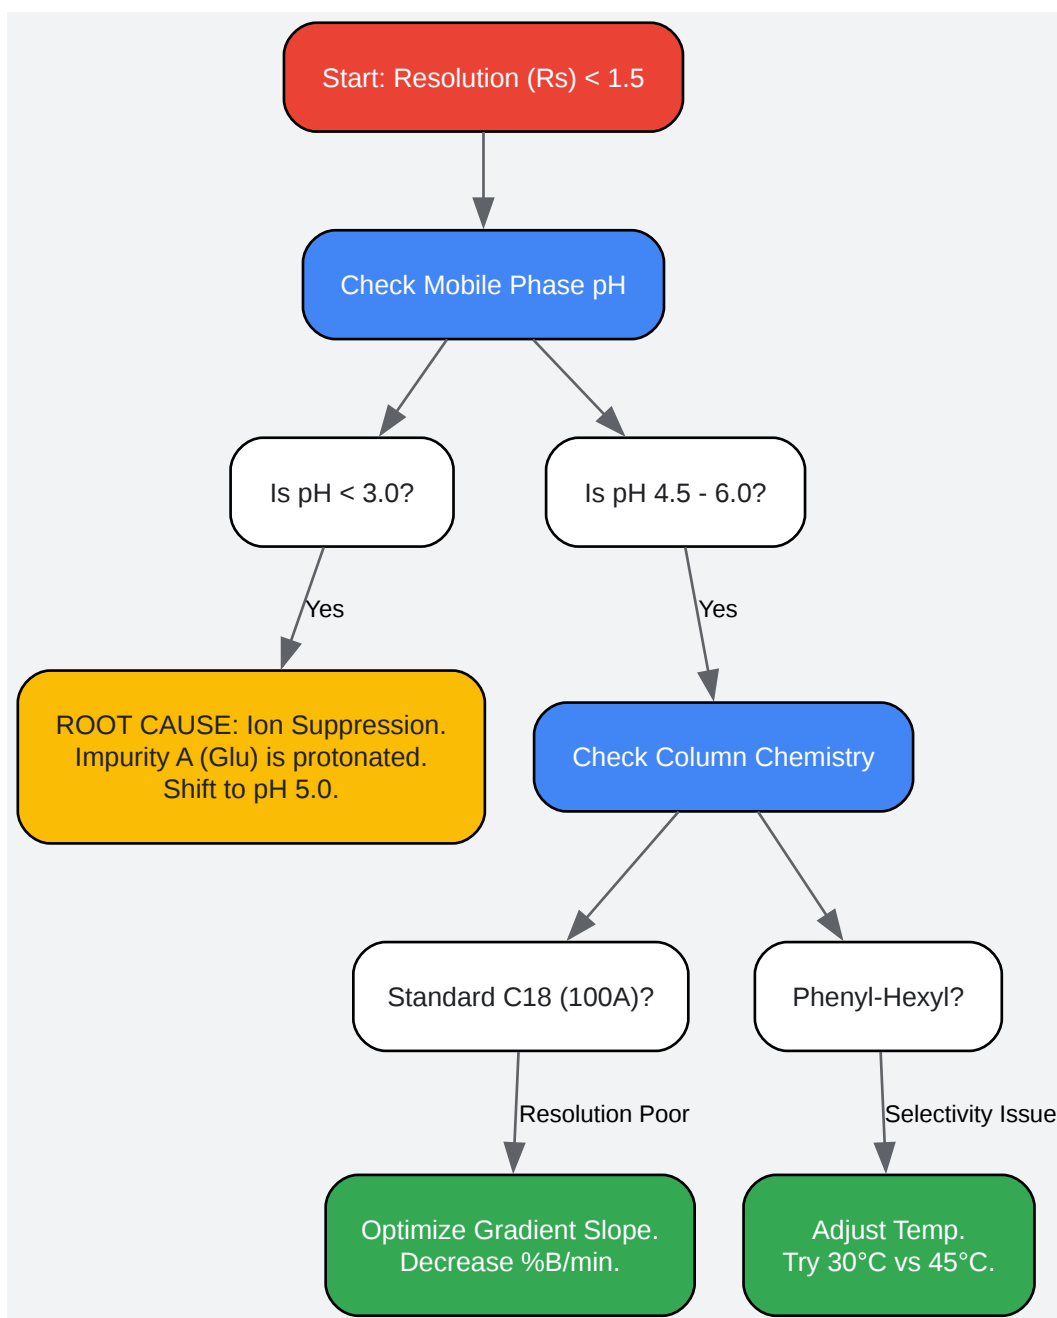 Start: Resolution (Rs) < 1.5
Check Mobile Phase pH
Is pH < 3.0?
Is pH 4.5 - 6.0?
Yes
Yes
ROOT CAUSE: Ion Suppression.
Impurity A (Glu) is protonated.
Shift to pH 5.0.
Check Column Chemistry
Standard C18 (100A)?
Phenyl-Hexyl?
Resolution Poor
Selectivity Issue
Optimize Gradient Slope.
Decrease %B/min.
Adjust Temp.
Try 30°C vs 45°C.